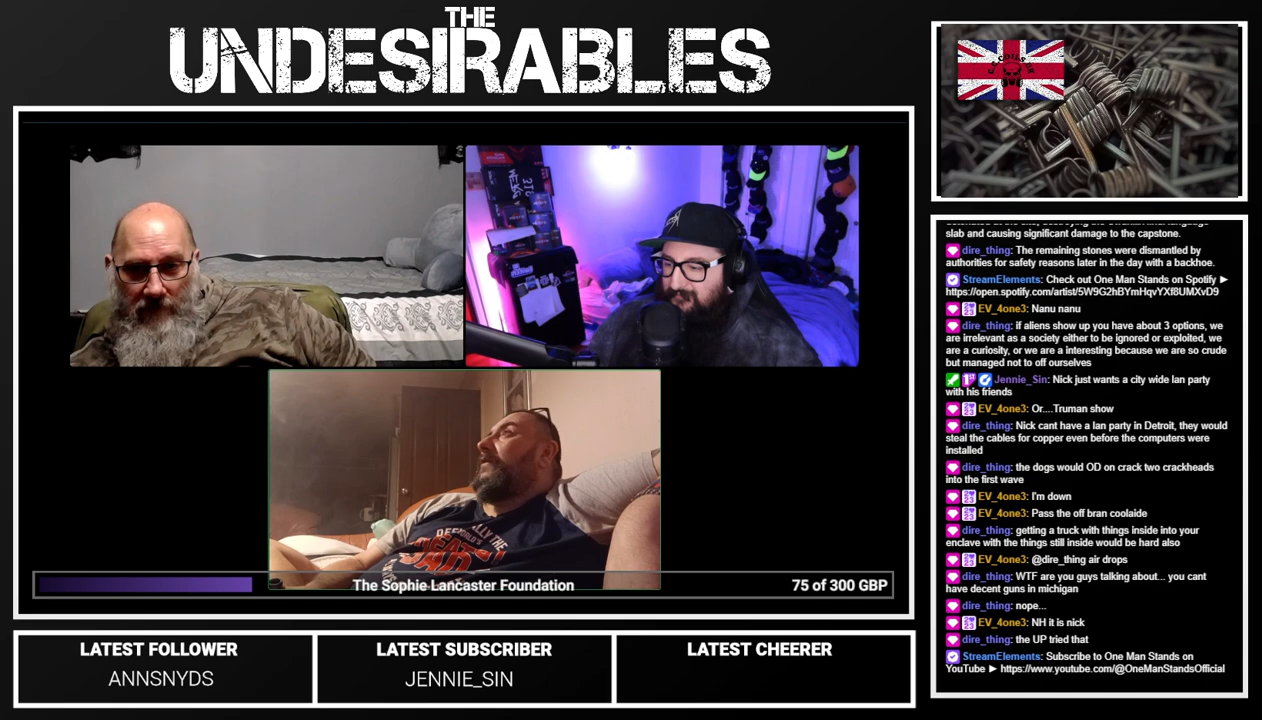 THE
UNDESIRABLES
The Sophie Lancaster Foundation
75 of 300 GBP
LATEST FOLLOWER
ANNSNYDS
LATEST SUBSCRIBER
JENNIE_SIN
LATEST CHEERER
slab and causing significant damage to the capstone.
dire_thing: The remaining stones were dismantled by
authorities for safety reasons later in the day with a backhoe.
StreamElements: Check out One Man Stands on Spotify ►
https://open.spotify.com/artist/5W9G2hBYmHqvYXf8UMXvD9
EV_4one3: Nanu nanu
dire_thing: if aliens show up you have about 3 options, we
are irrelevant as a society either to be ignored or exploited, we
are a curiosity, or we are a interesting because we are so crude
but managed not to off ourselves
Jennie_Sin: Nick just wants a city wide lan party
with his friends
EV_4one3: Or....Truman show
dire_thing: Nick cant have a lan party in Detroit, they would
steal the cables for copper even before the computers were
installed
dire_thing: the dogs would OD on crack two crackheads
into the first wave
EV_4one3: I'm down
EV_4one3: Pass the off bran coolaide
dire_thing: getting a truck with things inside into your
enclave with the things still inside would be hard also
EV_4one3: @dire_thing air drops
dire_thing: WTF are you guys talking about... you cant
have decent guns in michigan
dire_thing: nope...
EV_4one3: NH it is nick
dire_thing: the UP tried that
StreamElements: Subscribe to One Man Stands on
YouTube ► https://www.youtube.com/@OneManStandsOfficial